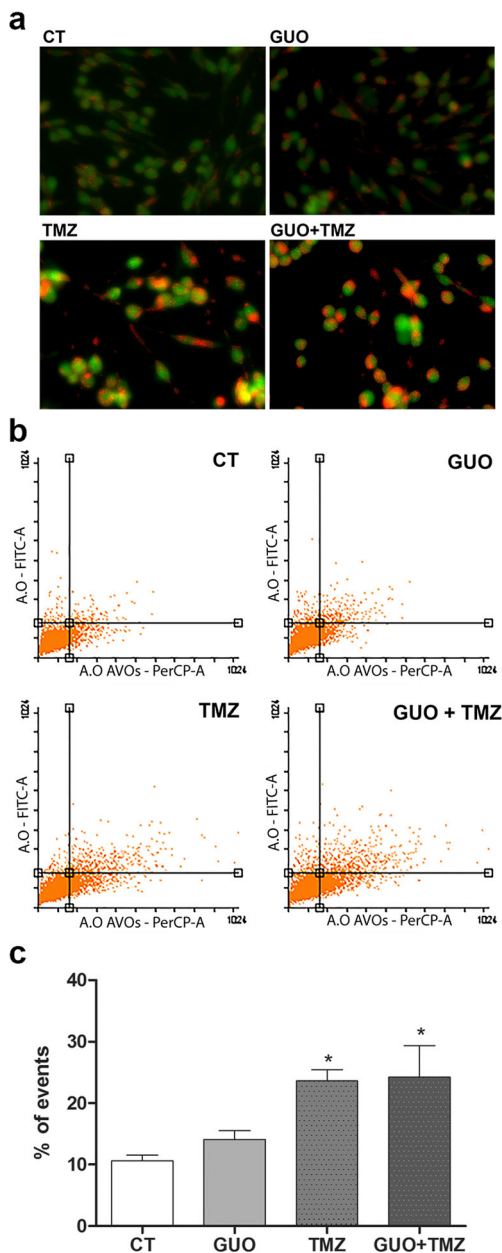 a
CT
GUO
TMZ
GUO+TMZ
b
CT
1024
A.O - FITC-A
A.O AVOs - PerCP-A
1024
GUO
1024
A.O - FITC-A
A.O AVOs - PerCP-A
1024
TMZ
1024
A.O - FITC-A
A.O AVOs - PerCP-A
1024
GUO + TMZ
1024
A.O - FITC-A
A.O AVOs - PerCP-A
1024
c
% of events
40
30
20
10
0
*
*
CT
GUO
TMZ
GUO+TMZ